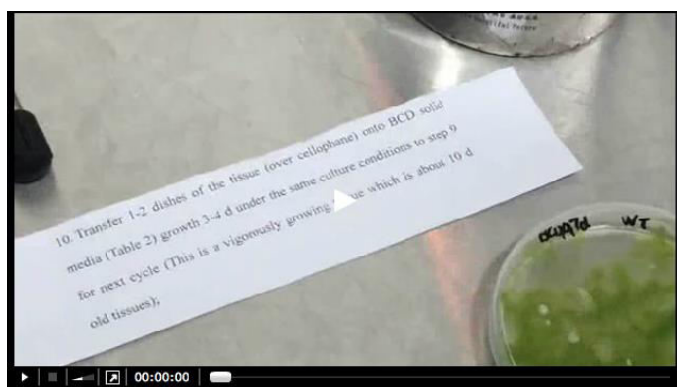 10. Transfer 1-2 dishes of the tissue (over cellophane) onto BCD solid
media (Table 2) growth 3-4 d under the same culture conditions to step 9
for next cycle (This is a vigorously growing which is about 10 d
old tissues);
WT
00:00:00